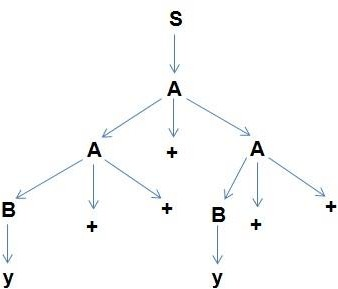 S
A
A + A
B + + B + +
y y